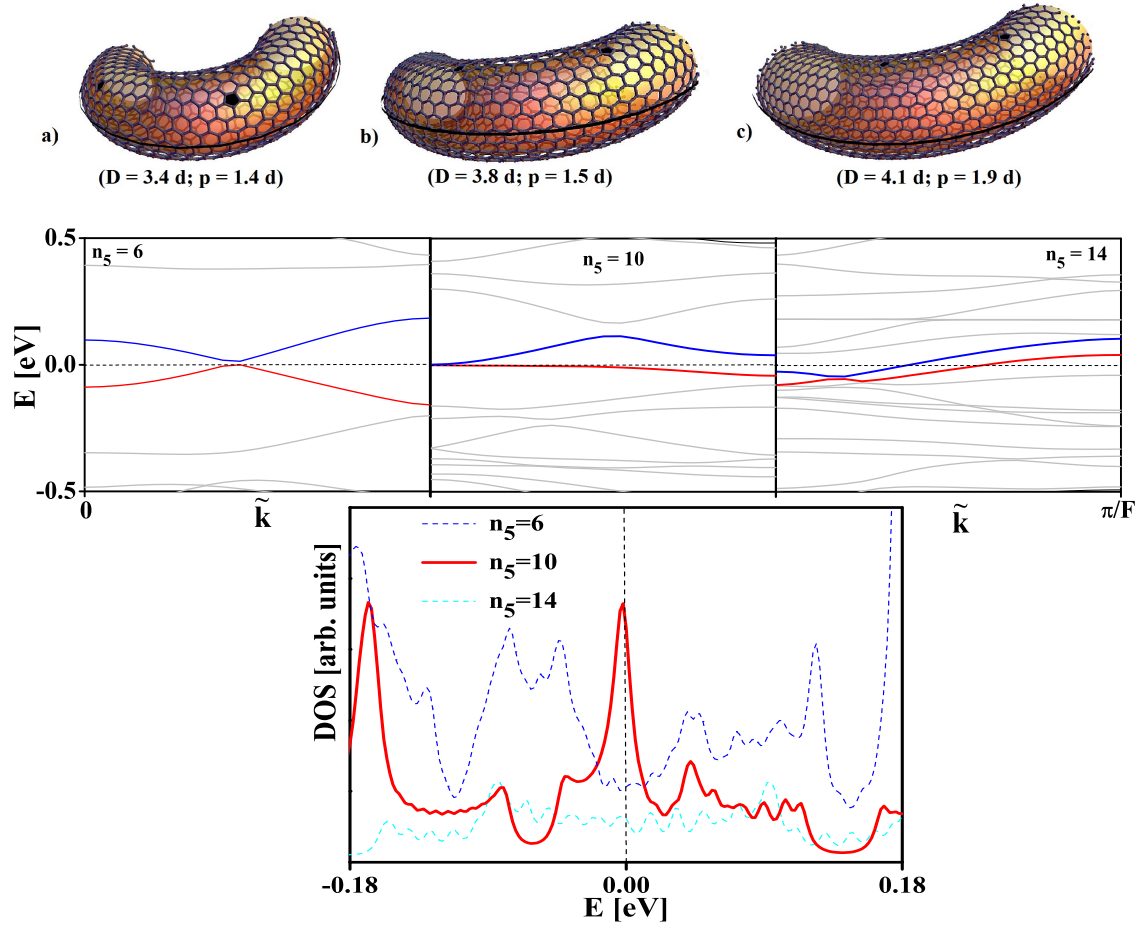 a)
b)
c)
(D = 3.4 d; p = 1.4 d)
(D = 3.8 d; p = 1.5 d)
(D = 4.1 d; p = 1.9 d)
E [eV]
0.5
0.0
-0.5
n5 = 6
n5 = 10
n5 = 14
0
k̃
k̃
π/F
DOS [arb. units]
n5=6
n5=10
n5=14
-0.18
0.00
0.18
E [eV]